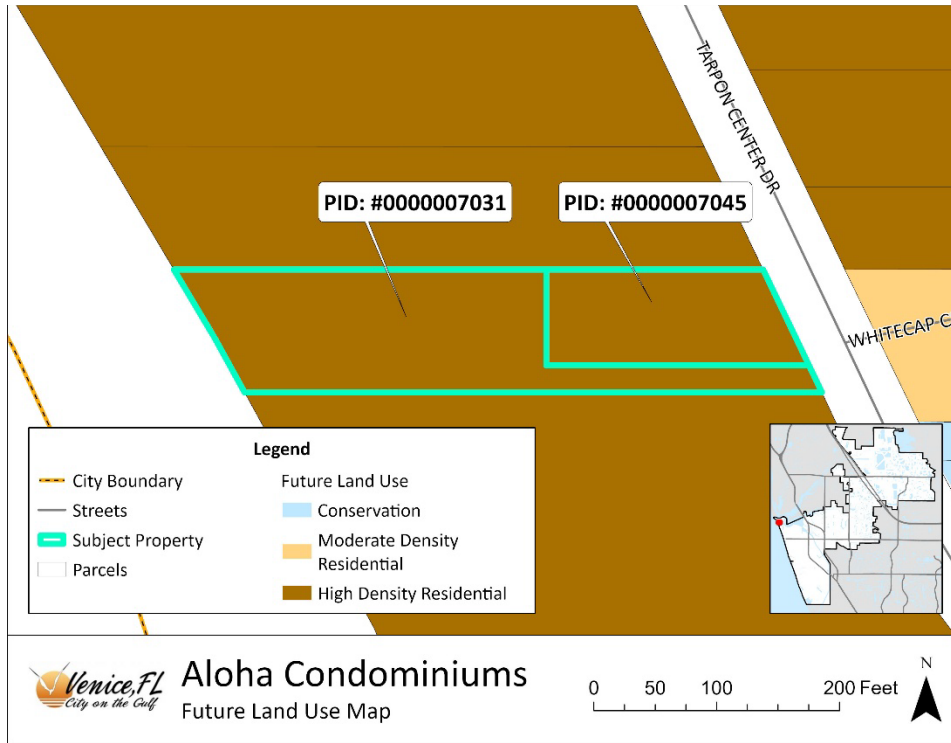 TARPON CENTER DR
PID: #0000007031
PID: #0000007045
WHITECAP C
Legend
City Boundary
Streets
Subject Property
Parcels
Future Land Use
Conservation
Moderate Density
Residential
High Density Residential
Venice, FL
City on the Gulf
Aloha Condominiums
Future Land Use Map
0 50 100 200 Feet
N